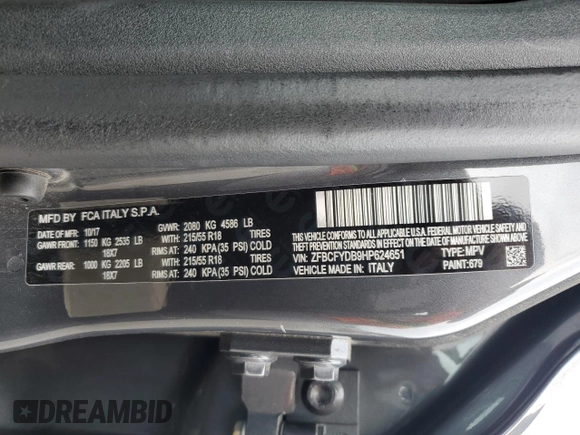 MFD BY FCA ITALY S.P.A.
DATE OF MFR: 10/17 GVWR: 2080 KG 4586 LB
GAWR FRONT: 1150 KG 2535 LB WITH: 215/55 R18 TIRES
18X7 RIMS AT: 240 KPA(35 PSI) COLD
GAWR REAR: 1000 KG 2205 LB WITH: 215/55 R18 TIRES
18X7 RIMS AT: 240 KPA(35 PSI) COLD
THIS VEHICLE CONFORMS TO ALL APPLICABLE U.S.A. FEDERAL MOTOR VEHICLE SAFETY, BUMPER, AND THEFT PREVENTION STANDARDS IN EFFECT ON THE DATE OF MANUFACTURE SHOWN ABOVE.
VIN: ZFBCFYDB9HP624651 TYPE: MPV
VEHICLE MADE IN: ITALY PAINT: 679
DREAMBID